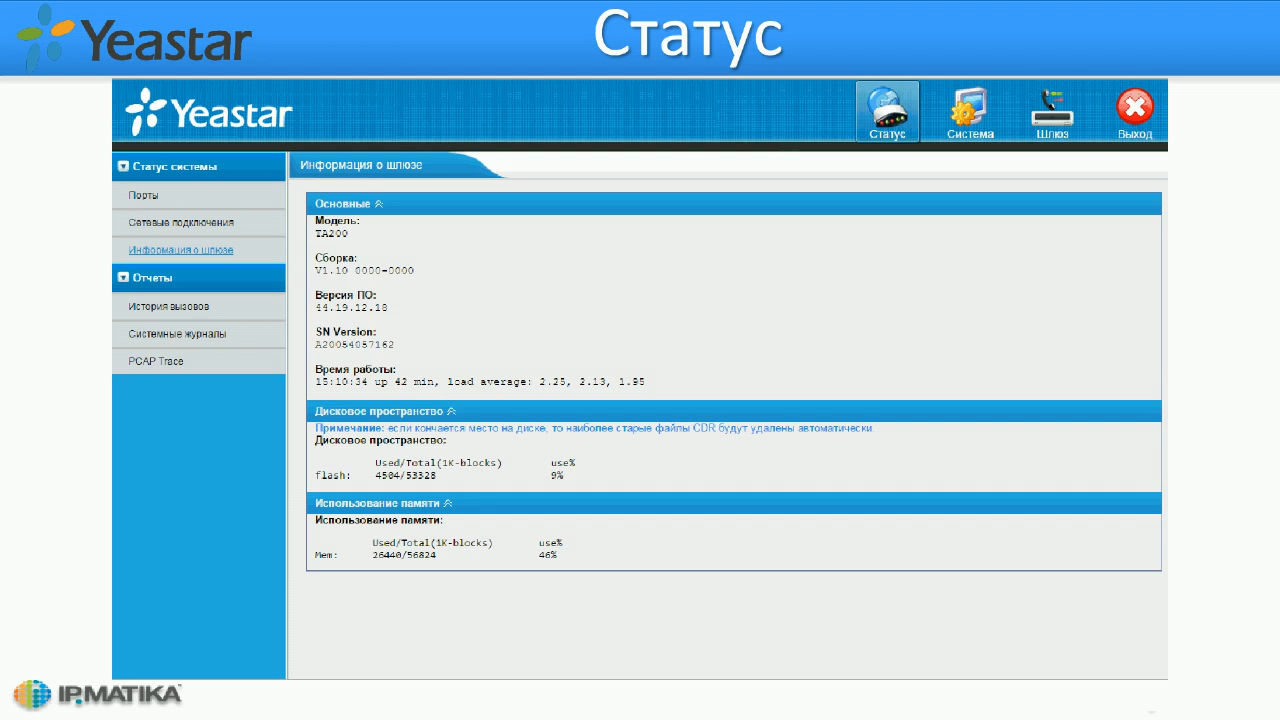 Yeastar
Статус
Yeastar
Статус
Система
Шлюз
Выход
Статус системы
Порты
Сетевые подключения
Информация о шлюзе
Отчеты
История вызовов
Системные журналы
PCAP Trace
Информация о шлюзе
Основные
Модель:
TA200
Сборка:
V1.10 0000-0000
Версия ПО:
44.19.12.18
SN Version:
A20054057162
Время работы:
15:10:34 up 42 min, load average: 2.25, 2.13, 1.95
Дисковое пространство
Примечание: если кончается место на диске, то наиболее старые файлы CDR будут удалены автоматически.
Дисковое пространство:
Used/Total(1K-blocks) use%
flash: 4504/53328 9%
Использование памяти
Использование памяти:
Used/Total(1K-blocks) use%
Mem: 26440/56824 46%
IPMATIKA